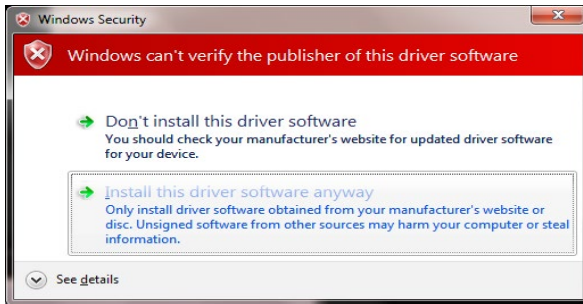 Windows Security
Windows can't verify the publisher of this driver software
Don't install this driver software
You should check your manufacturer's website for updated driver software
for your device.
Install this driver software anyway
Only install driver software obtained from your manufacturer's website or
disc. Unsigned software from other sources may harm your computer or steal
information.
See details